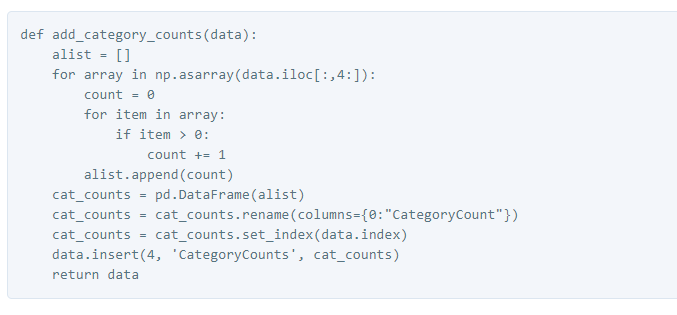 def add_category_counts(data):
    alist = []
    for array in np.asarray(data.iloc[:,4:]):
        count = 0
        for item in array:
            if item > 0:
                count += 1
        alist.append(count)
    cat_counts = pd.DataFrame(alist)
    cat_counts = cat_counts.rename(columns={0:"CategoryCount"})
    cat_counts = cat_counts.set_index(data.index)
    data.insert(4, 'CategoryCounts', cat_counts)
    return data